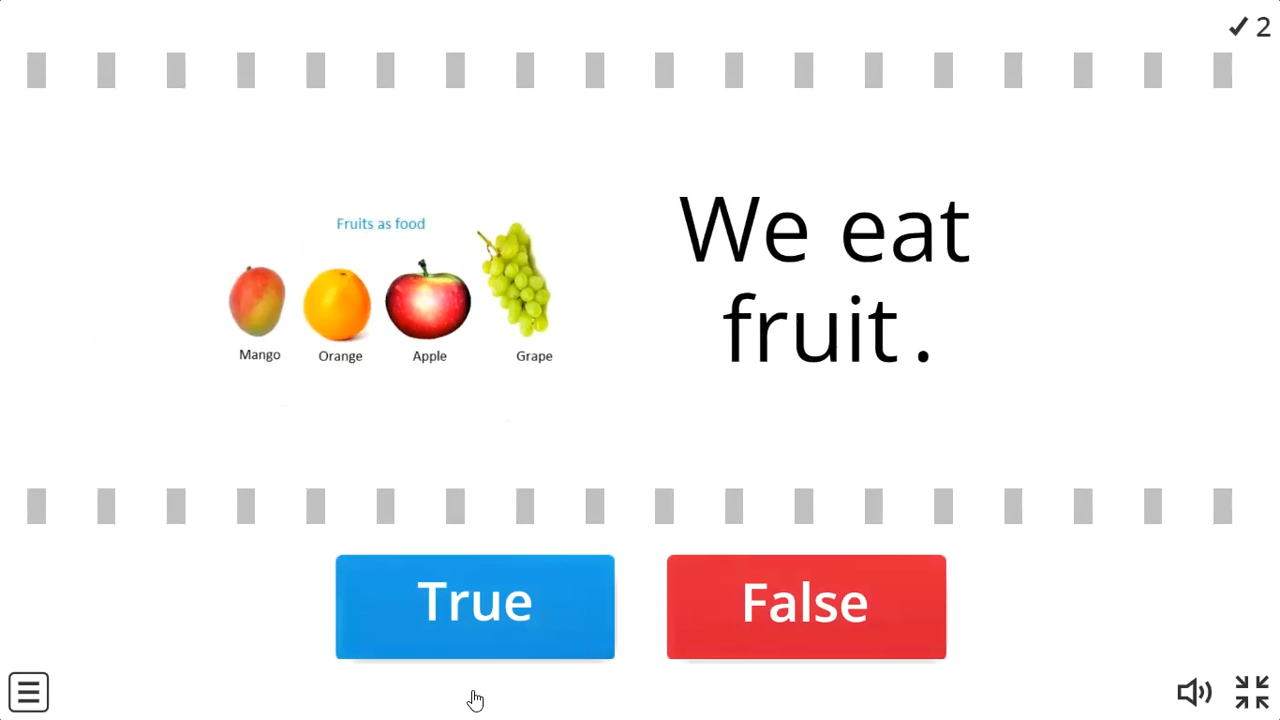 ✓ 2
Fruits as food
Mango Orange Apple Grape
We eat
fruit .
True False